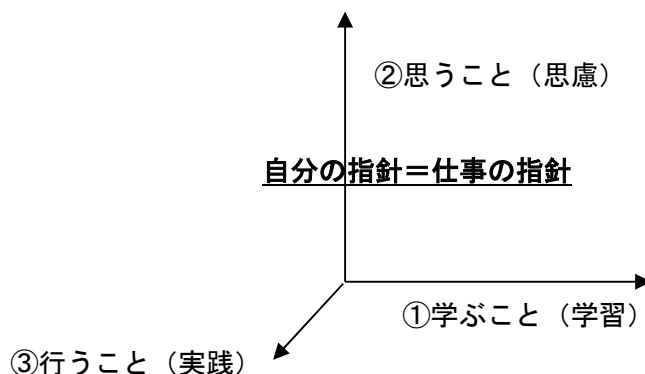 ②思うこと（思慮）
自分の指針＝仕事の指針
①学ぶこと（学習）
③行うこと（実践）